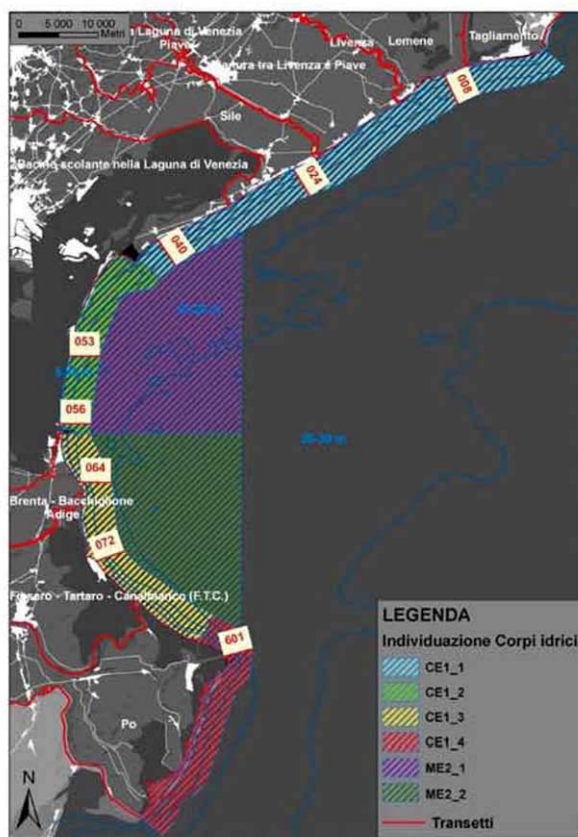 0 5.000 10.000
Metri
Laguna di Venezia
Piave
Livenza
Lemene
Tagliamento
tra Livenza e Piave
Sile
Bacino scolante nella Laguna di Venezia
008
024
040
053
056
064
Brenta - Bacchiglione
Adige
072
Fissero - Tartaro - Canalbianco (F.T.C.)
601
Po
N
LEGENDA
Individuazione Corpi idrici
CE1_1
CE1_2
CE1_3
CE1_4
ME2_1
ME2_2
Transetti